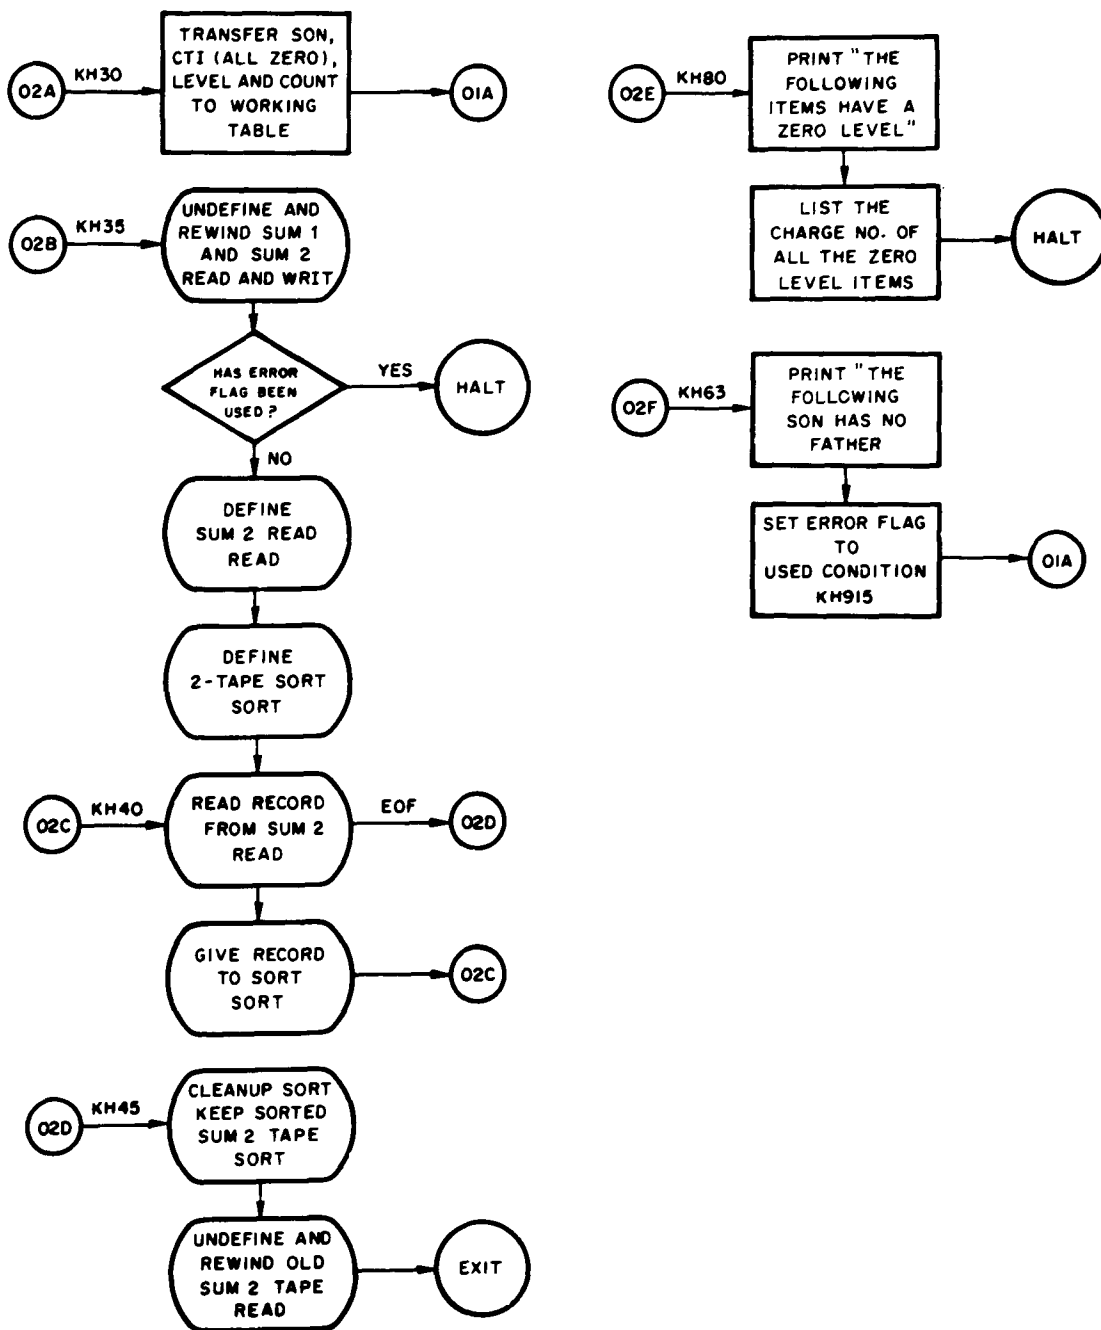 02A
KH30
TRANSFER SON,
CTI (ALL ZERO),
LEVEL AND COUNT
TO WORKING
TABLE
01A
02B
KH35
UNDEFINE AND
REWIND SUM 1
AND SUM 2
READ AND WRIT
HAS ERROR
FLAG BEEN
USED?
YES
HALT
NO
DEFINE
SUM 2 READ
READ
DEFINE
2-TAPE SORT
SORT
02C
KH40
READ RECORD
FROM SUM 2
READ
EOF
02D
GIVE RECORD
TO SORT
SORT
02C
02D
KH45
CLEANUP SORT
KEEP SORTED
SUM 2 TAPE
SORT
UNDEFINE AND
REWIND OLD
SUM 2 TAPE
READ
EXIT
02E
KH80
PRINT "THE
FOLLOWING
ITEMS HAVE A
ZERO LEVEL"
LIST THE
CHARGE NO. OF
ALL THE ZERO
LEVEL ITEMS
HALT
02F
KH63
PRINT "THE
FOLLOWING
SON HAS NO
FATHER
SET ERROR FLAG
TO
USED CONDITION
KH915
01A